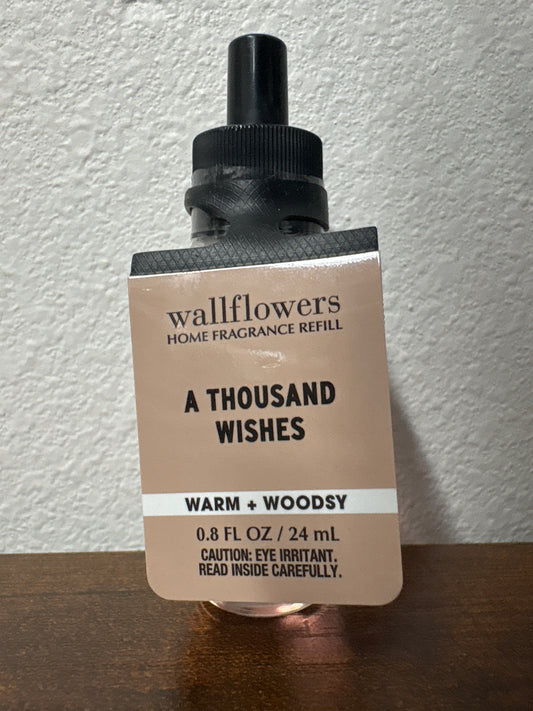 wallflowers
HOME FRAGRANCE REFILL
A THOUSAND
WISHES
WARM + WOODSY
0.8 FL OZ / 24 mL
CAUTION: EYE IRRITANT.
READ INSIDE CAREFULLY.